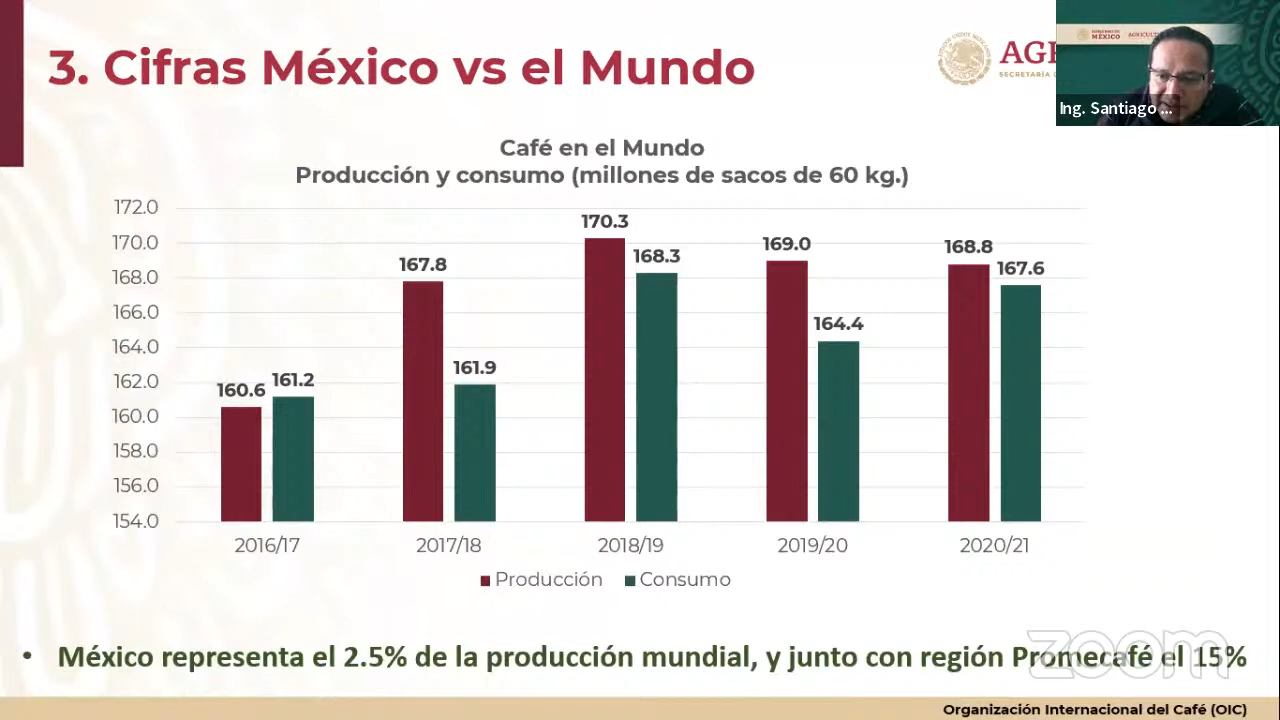 3. Cifras México vs el Mundo
GOBIERNO DE
MÉXICO
Ing. Santiago ...
Café en el Mundo
Producción y consumo (millones de sacos de 60 kg.)
172.0
170.0
168.0
166.0
164.0
162.0
160.0
158.0
156.0
154.0
160.6 161.2
167.8 161.9
170.3 168.3
169.0 164.4
168.8 167.6
2016/17 2017/18 2018/19 2019/20 2020/21
Producción Consumo
• México representa el 2.5% de la producción mundial, y junto con región Promecafé el 15%
zoom
Organización Internacional del Café (OIC)